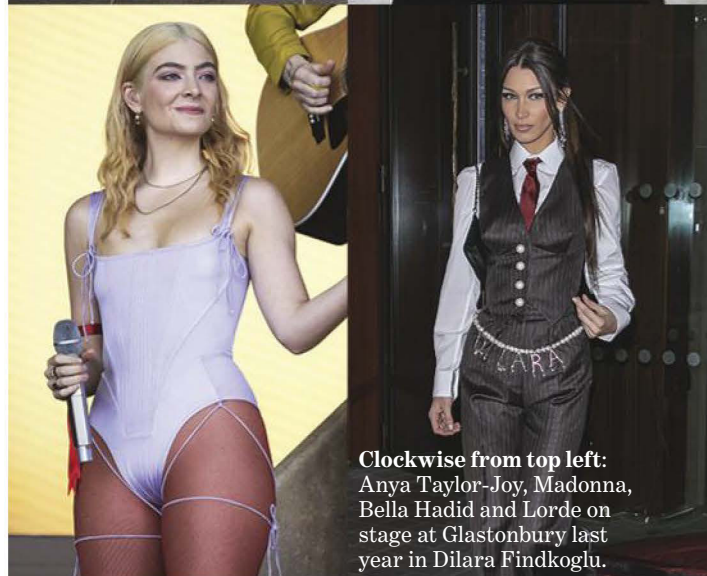 DILARA
Clockwise from top left:
Anya Taylor-Joy, Madonna,
Bella Hadid and Lorde on
stage at Glastonbury last
year in Dilara Findkoglu.